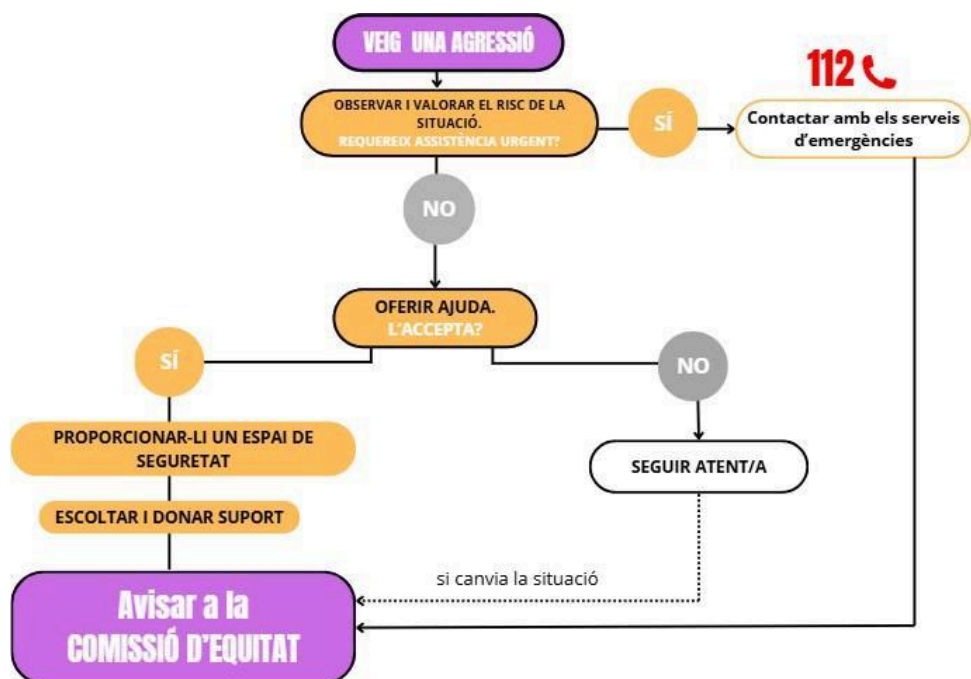 VEIG UNA AGRESSIÓ
OBSERVAR I VALORAR EL RISC DE LA
SITUACIÓ.
REQUEREIX ASSISTÈNCIA URGENT?
SÍ
112
Contactar amb els serveis
d'emergències
NO
OFERIR AJUDA.
L'ACCEPTA?
SÍ
NO
PROPORCIONAR-LI UN ESPAI DE
SEGURETAT
SEGUIR ATENT/A
ESCOLTAR I DONAR SUPORT
si canvia la situació
Avisar a la
COMISSIÓ D'EQUITAT